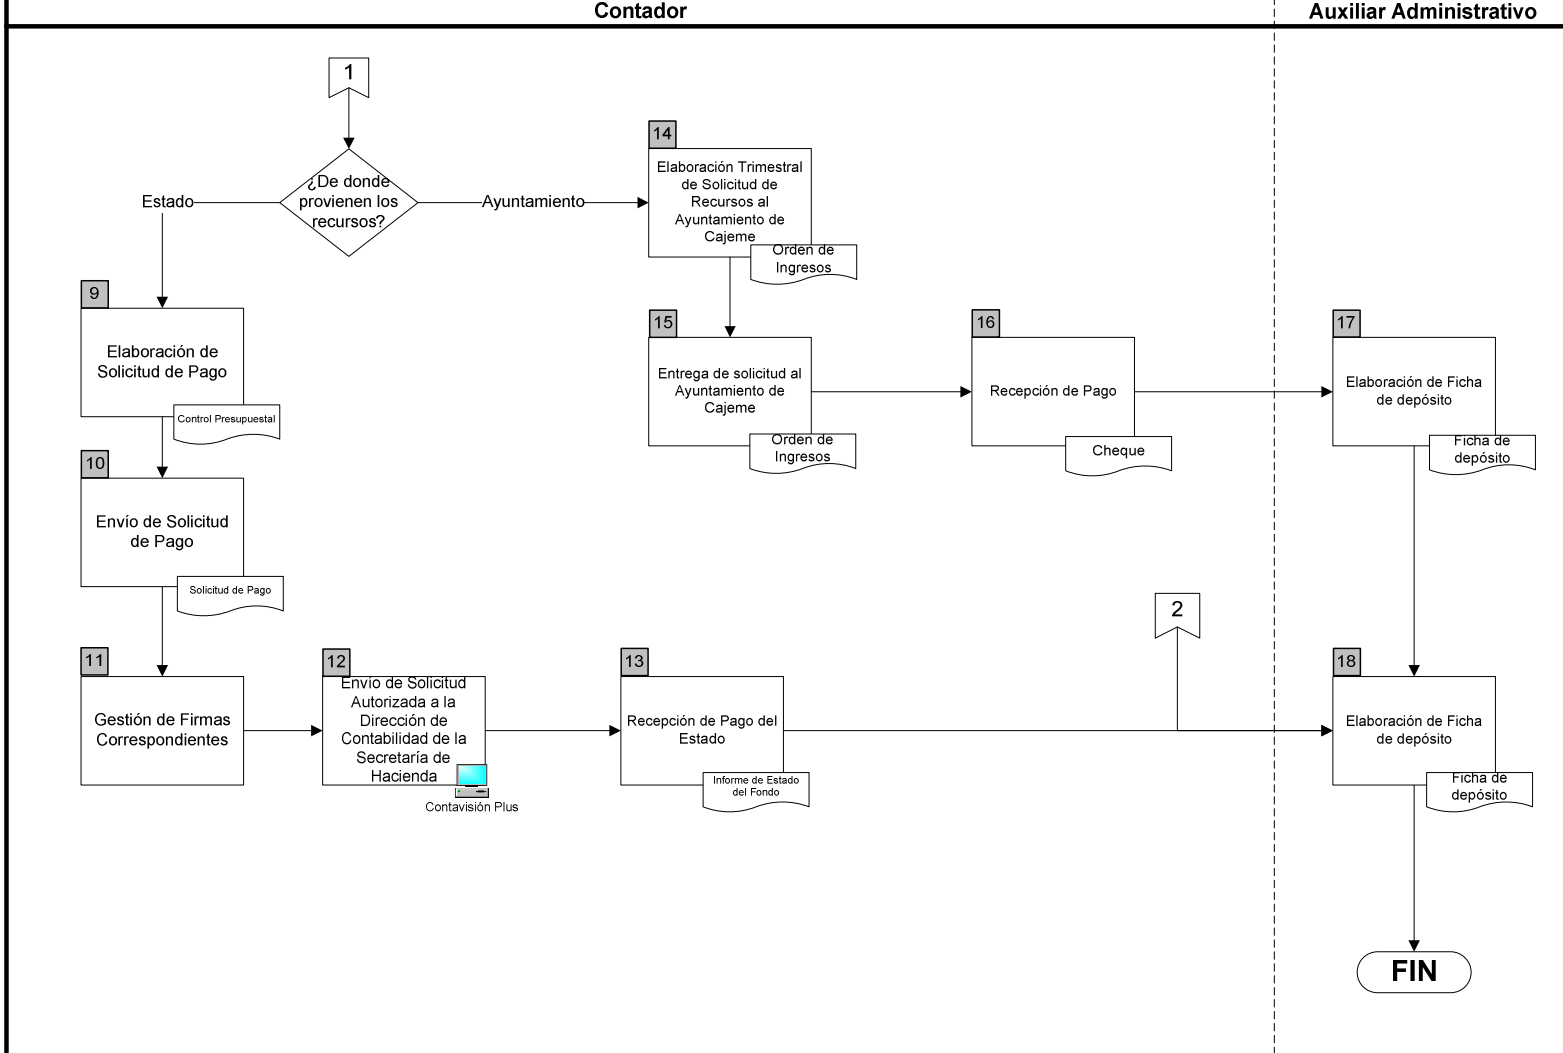 Contador
Auxiliar Administrativo
1
¿De donde
provienen los
recursos?
Estado
Ayuntamiento
14
Elaboración Trimestral
de Solicitud de
Recursos al
Ayuntamiento de
Cajeme
Orden de
Ingresos
9
Elaboración de
Solicitud de Pago
Control Presupuestal
15
Entrega de solicitud al
Ayuntamiento de
Cajeme
Orden de
Ingresos
16
Recepción de Pago
Cheque
17
Elaboración de Ficha
de depósito
Ficha de
depósito
10
Envío de Solicitud
de Pago
Solicitud de Pago
2
11
Gestión de Firmas
Correspondientes
12
Envío de Solicitud
Autorizada a la
Dirección de
Contabilidad de la
Secretaría de
Hacienda
Contavisión Plus
13
Recepción de Pago del
Estado
Informe de Estado
del Fondo
18
Elaboración de Ficha
de depósito
Ficha de
depósito
FIN